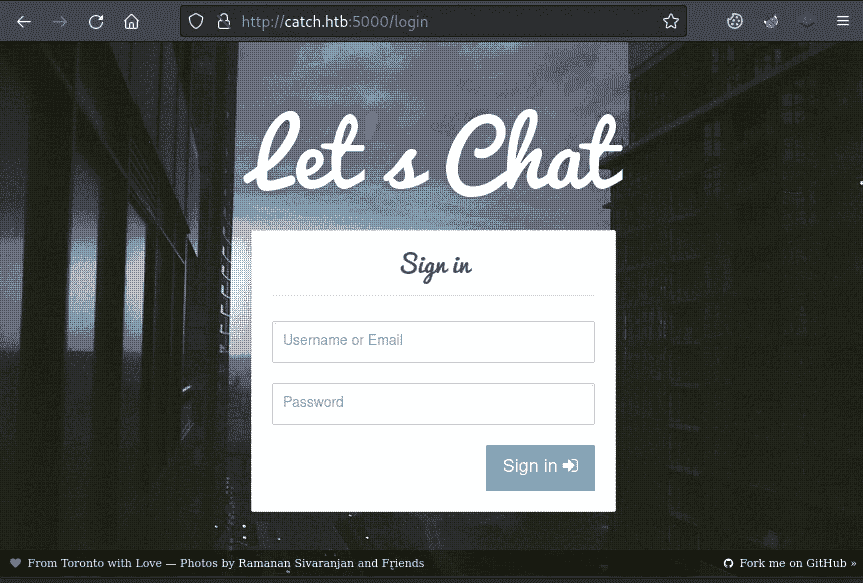 http://catch.htb:5000/login
Let s Chat
Sign in
Username or Email
Password
Sign in
From Toronto with Love — Photos by Ramanan Sivaranjan and Friends
Fork me on GitHub »